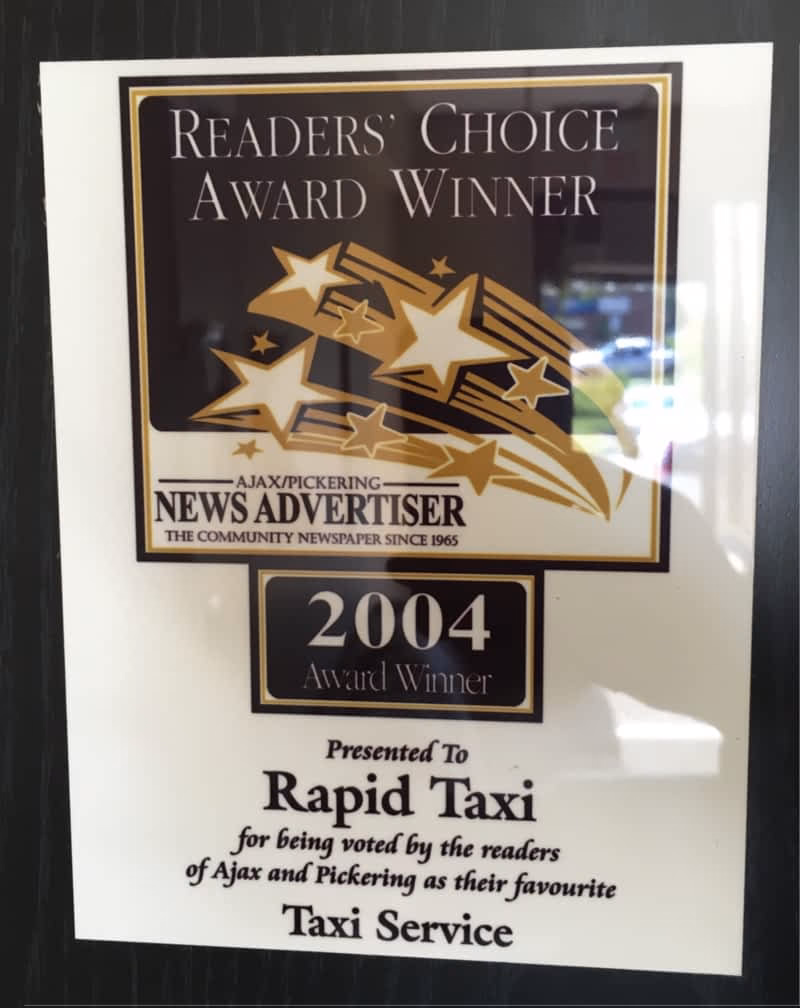 READERS' CHOICE
AWARD WINNER
AJAX/PICKERING
NEWS ADVERTISER
THE COMMUNITY NEWSPAPER SINCE 1965
2004
Award Winner
Presented To
Rapid Taxi
for being voted by the readers
of Ajax and Pickering as their favourite
Taxi Service